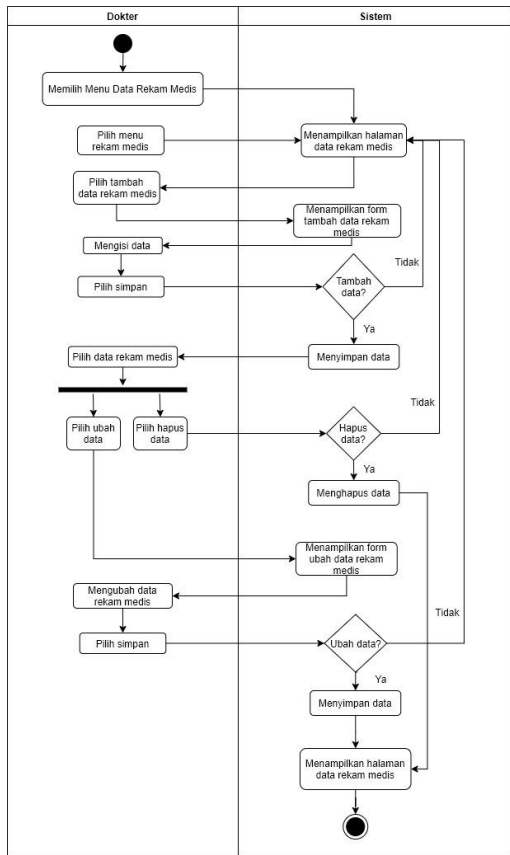 Dokter
Sistem
Memilih Menu Data Rekam Medis
Pilih menu
rekam medis
Menampilkan halaman
data rekam medis
Pilih tambah
data rekam medis
Menampilkan form
tambah data rekam
medis
Mengisi data
Tidak
Pilih simpan
Tambah
data?
Ya
Pilih data rekam medis
Menyimpan data
Tidak
Pilih ubah
data
Pilih hapus
data
Hapus
data?
Ya
Menghapus data
Menampilkan form
ubah data rekam
medis
Mengubah data
rekam medis
Tidak
Pilih simpan
Ubah data?
Ya
Menyimpan data
Menampilkan halaman
data rekam medis